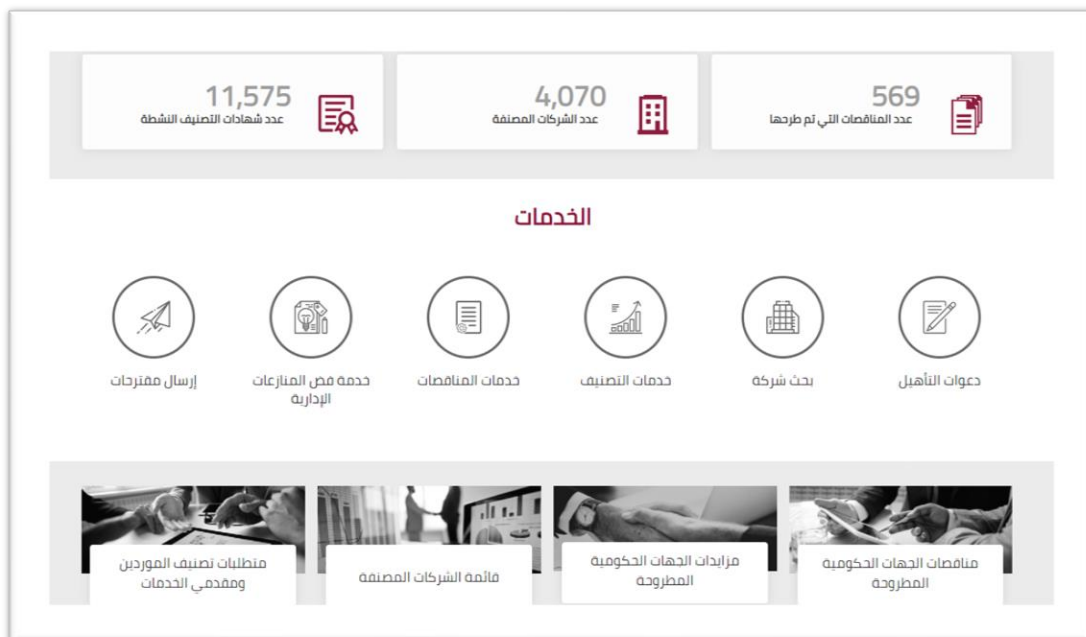 569
عدد المناقصات التي تم طرحها
4,070
عدد الشركات المصنفة
11,575
عدد شهادات التصنيف النشطة
الخدمات
دعوات التأهيل
بحث شركة
خدمات التصنيف
خدمات المناقصات
خدمة فض المنازعات
الإدارية
إرسال مقترحات
مناقصات الجهات الحكومية
المطروحة
مزايدات الجهات الحكومية
المطروحة
قائمة الشركات المصنفة
متطلبات تصنيف الموردين
ومقدمي الخدمات